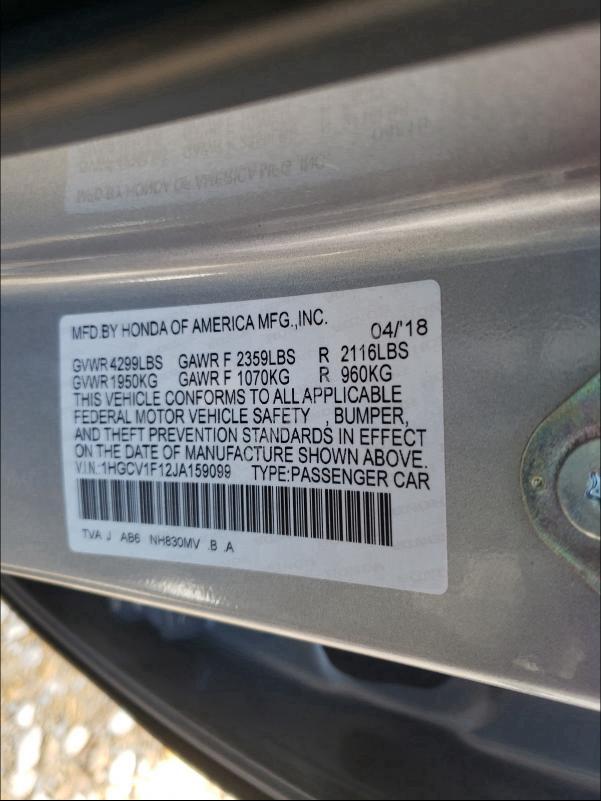 MFD.BY HONDA OF AMERICA MFG.,INC. 04/'18
GVWR 4299LBS GAWR F 2359LBS R 2116LBS
GVWR 1950KG GAWR F 1070KG R 960KG
THIS VEHICLE CONFORMS TO ALL APPLICABLE
FEDERAL MOTOR VEHICLE SAFETY , BUMPER,
AND THEFT PREVENTION STANDARDS IN EFFECT
ON THE DATE OF MANUFACTURE SHOWN ABOVE.
V.I.N.:1HGCV1F12JA159099 TYPE:PASSENGER CAR
TVA J AB6 NH830MV .B .A